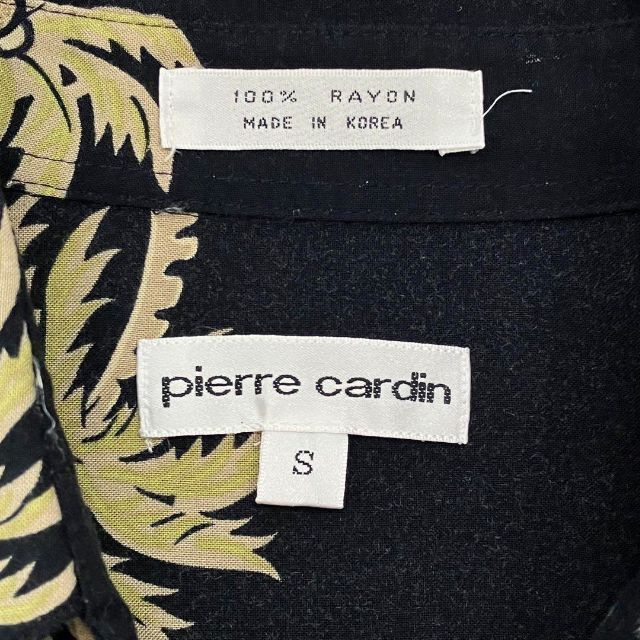 100% RAYON
MADE IN KOREA
pierre cardin
S